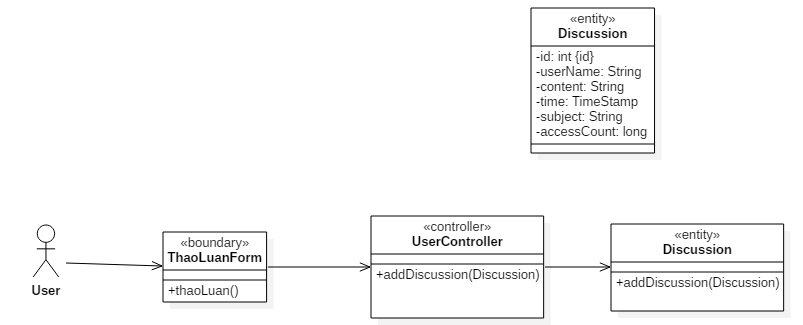 «entity»
Discussion
-id: int {id}
-userName: String
-content: String
-time: TimeStamp
-subject: String
-accessCount: long
User
«boundary»
ThaoLuanForm
+thaoLuan()
«controller»
UserController
+addDiscussion(Discussion)
«entity»
Discussion
+addDiscussion(Discussion)